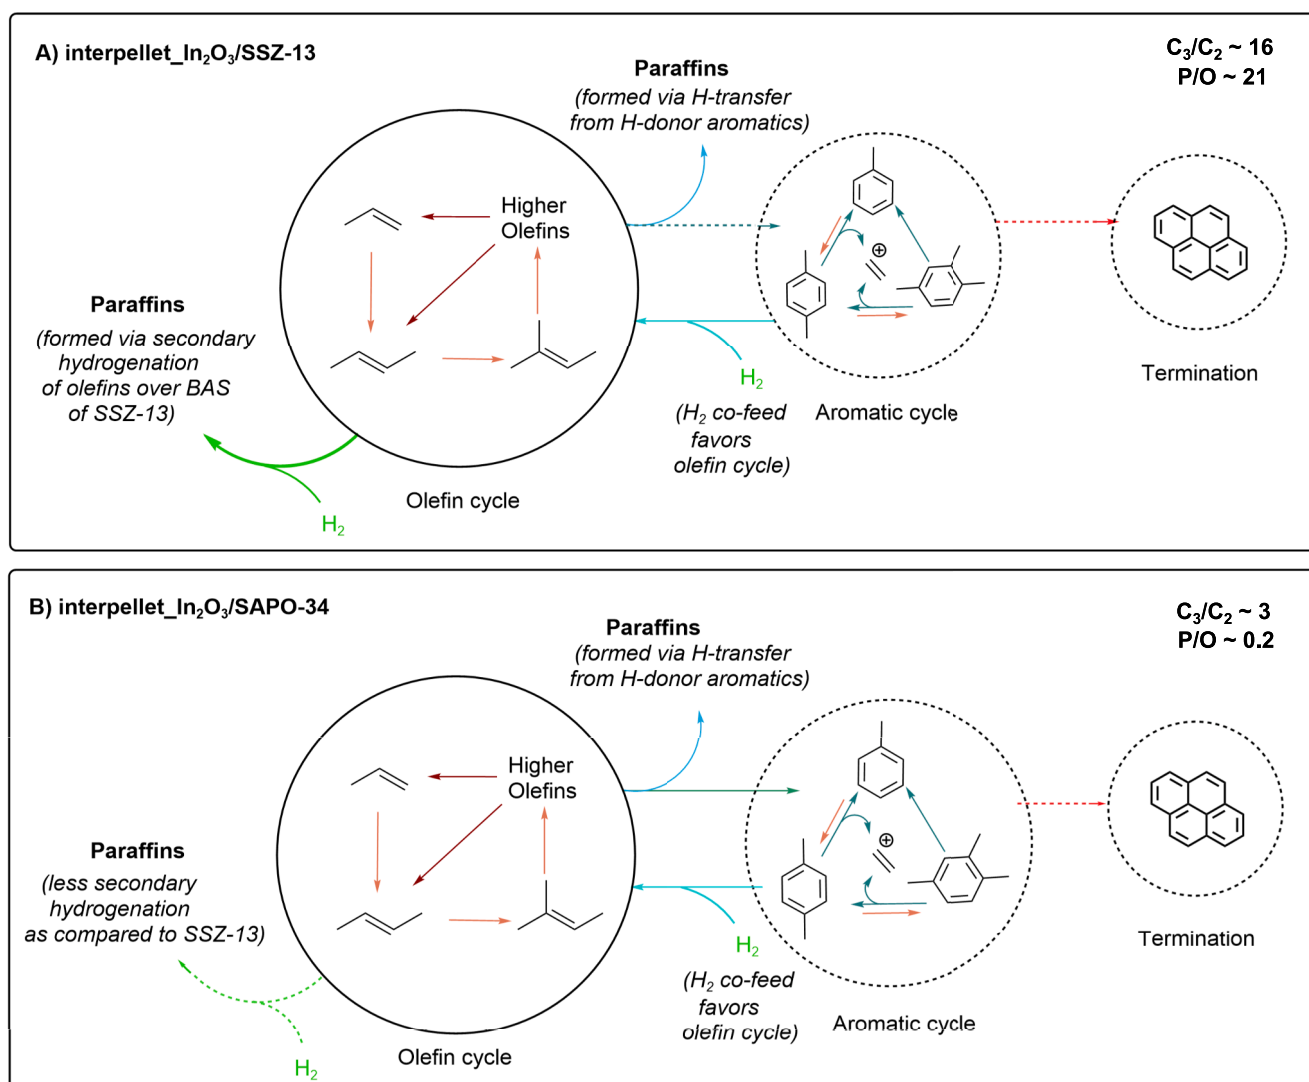 A) interpellet_In₂O₃/SSZ-13
C₃/C₂ ~ 16
P/O ~ 21
Paraffins
(formed via H-transfer
from H-donor aromatics)
Higher
Olefins
Paraffins
(formed via secondary
hydrogenation
of olefins over BAS
of SSZ-13)
H₂
Olefin cycle
H₂
(H₂ co-feed
favors
olefin cycle)
⊕
Aromatic cycle
Termination
B) interpellet_In₂O₃/SAPO-34
C₃/C₂ ~ 3
P/O ~ 0.2
Paraffins
(formed via H-transfer
from H-donor aromatics)
Higher
Olefins
Paraffins
(less secondary
hydrogenation
as compared to SSZ-13)
H₂
Olefin cycle
H₂
(H₂ co-feed
favors
olefin cycle)
⊕
Aromatic cycle
Termination